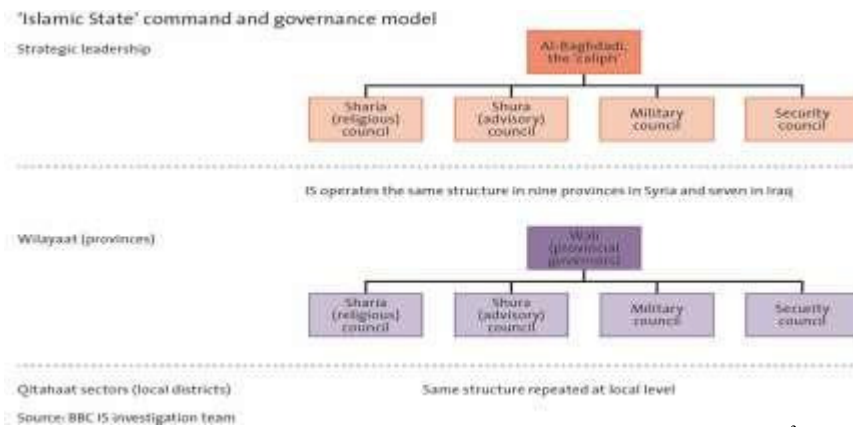 'Islamic State' command and governance model
Strategic leadership
Al-Baghdadi,
the 'caliph'
Sharia
(religious)
council
Shura
(advisory)
council
Military
council
Security
council
IS operates the same structure in nine provinces in Syria and seven in Iraq
Wilayaat (provinces)
Wali
(provincial
governors)
Sharia
(religious)
council
Shura
(advisory)
council
Military
council
Security
council
Qitahaat sectors (local districts)
Same structure repeated at local level
Source: BBC IS investigation team